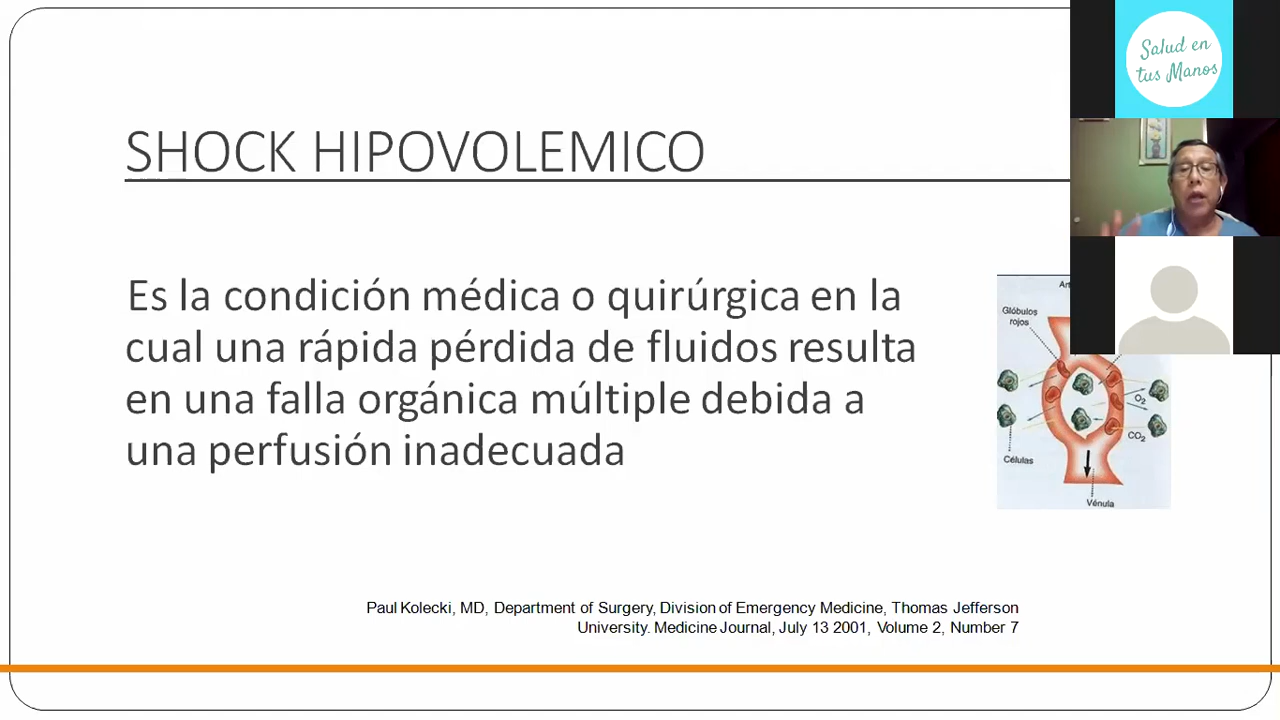 SHOCK HIPOVOLEMICO
Es la condición médica o quirúrgica en la
cual una rápida pérdida de fluidos resulta
en una falla orgánica múltiple debida a
una perfusión inadecuada
Glóbulos
rojos
O2
CO2
Células
Vénula
Paul Kolecki, MD, Department of Surgery, Division of Emergency Medicine, Thomas Jefferson
University. Medicine Journal, July 13 2001, Volume 2, Number 7
Salud en
tus Manos